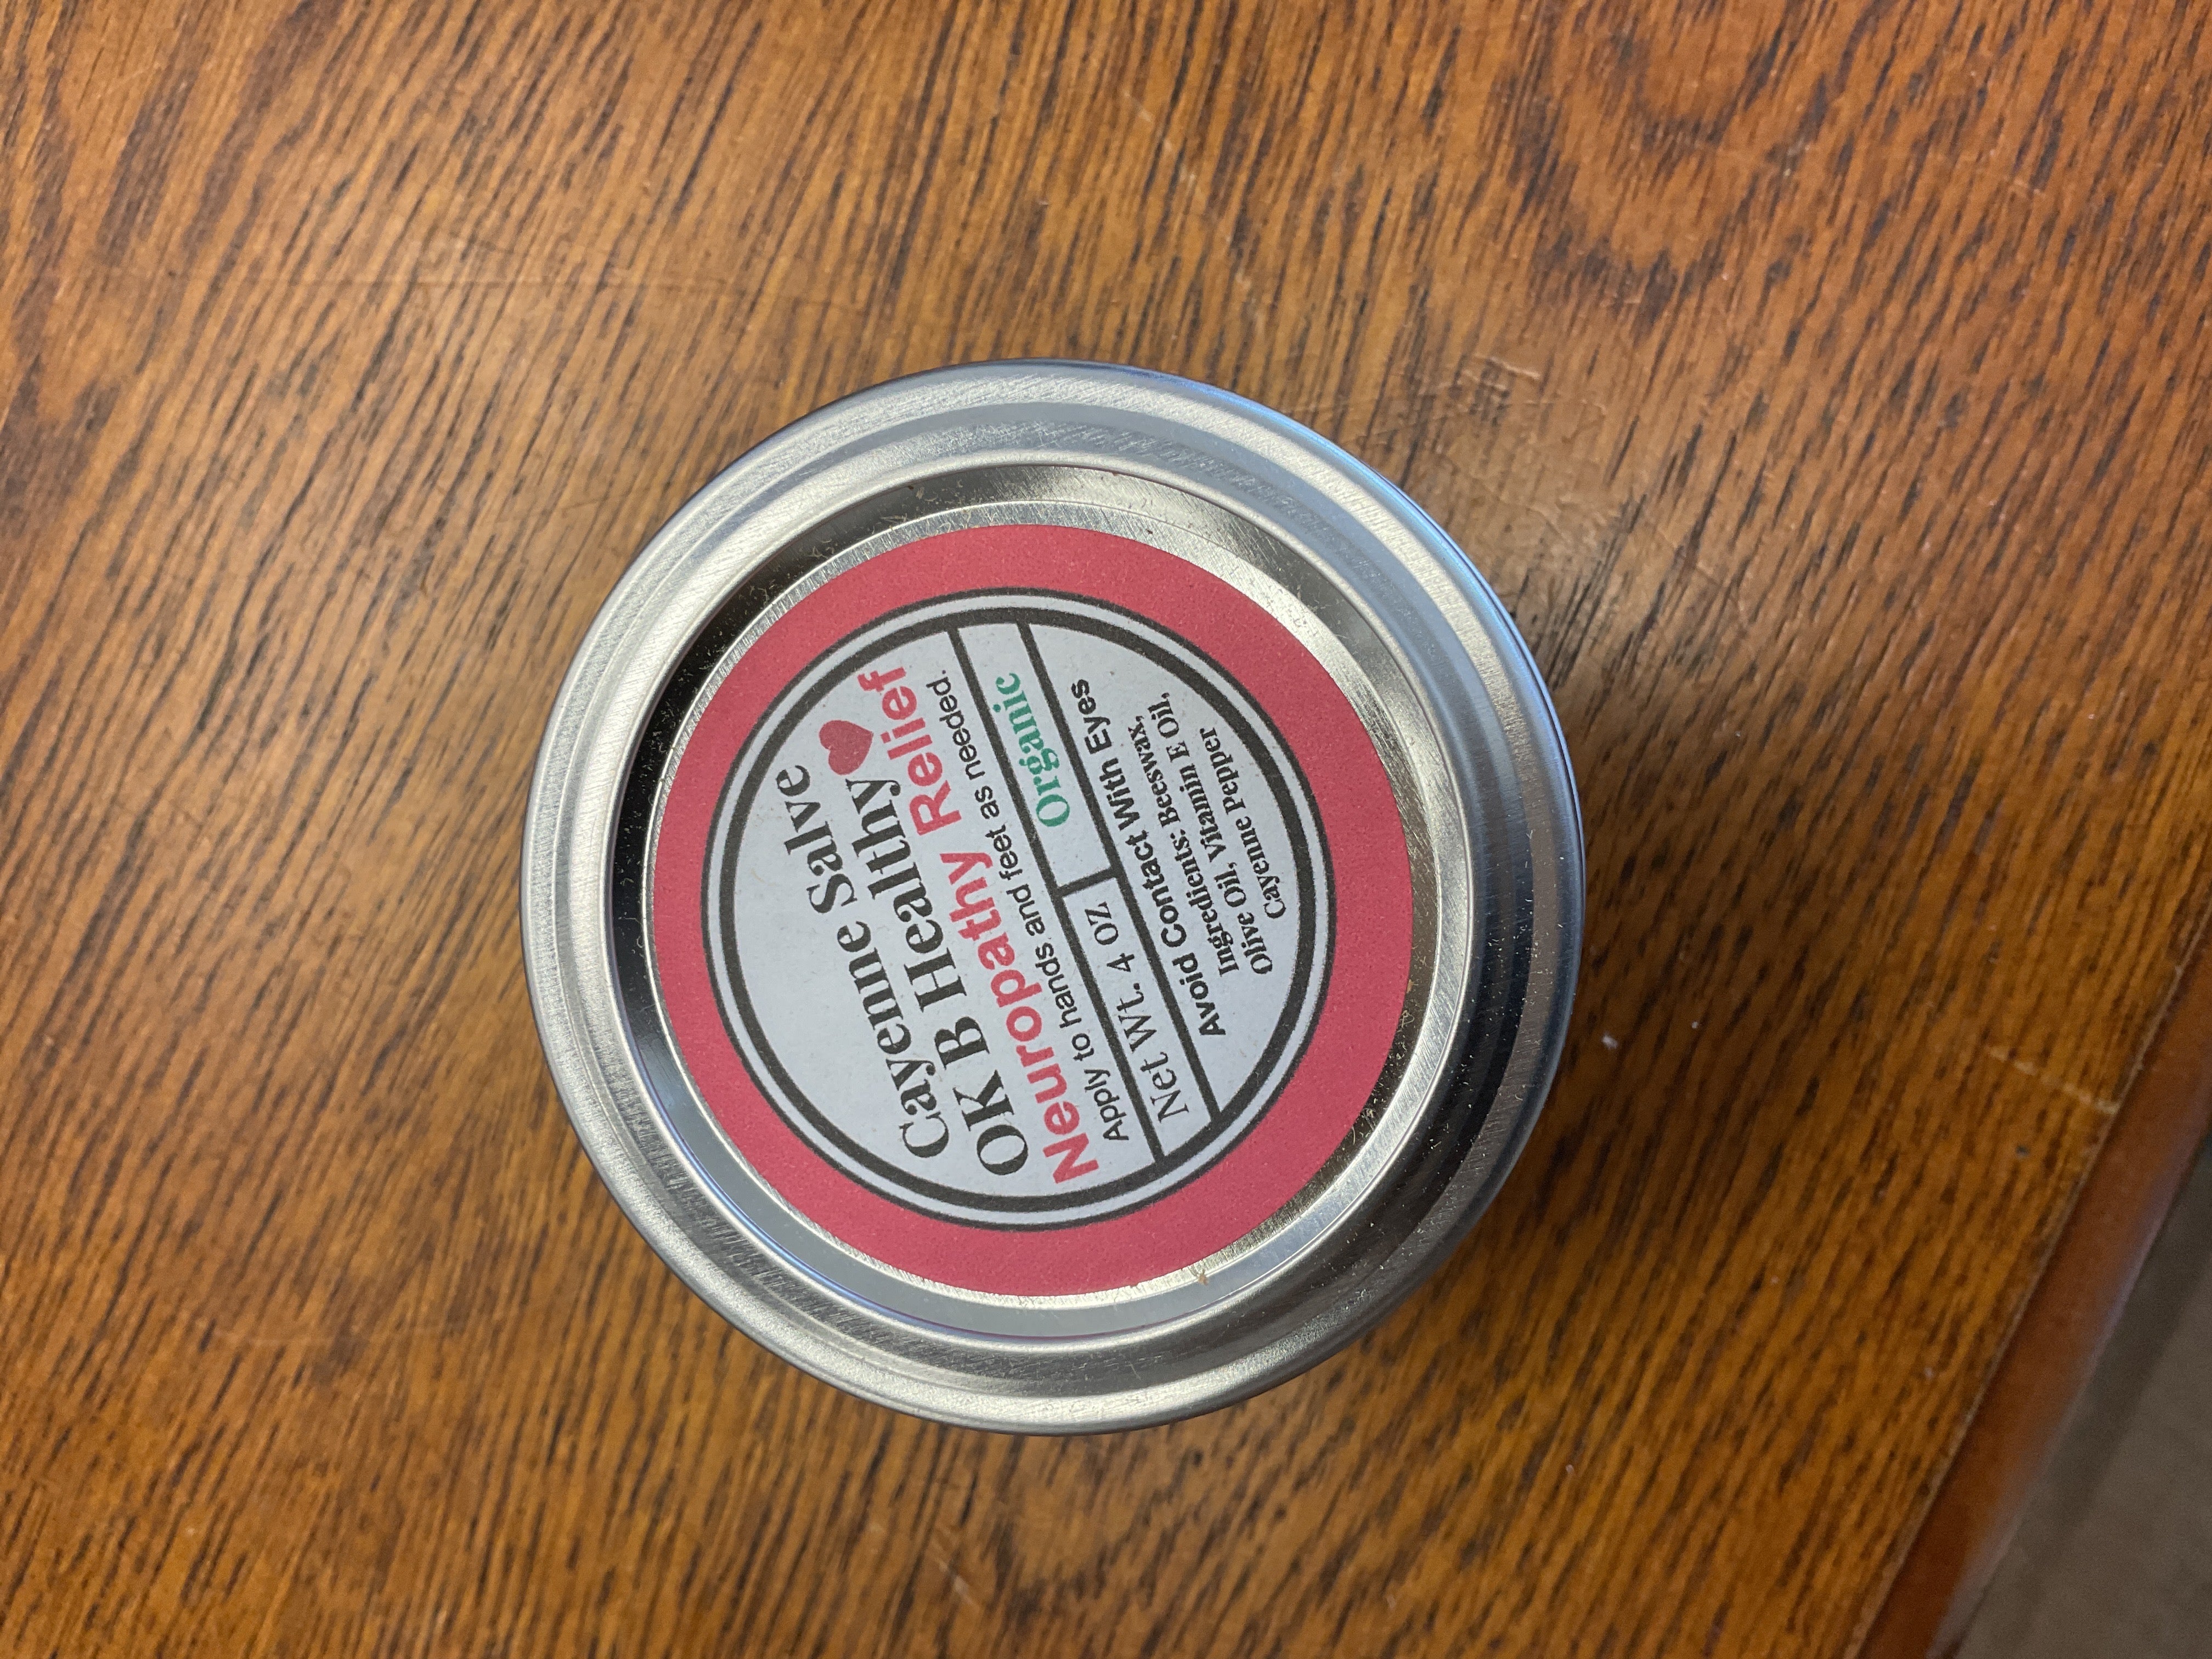 Cayenne Salve
OK B Healthy
Neuropathy Relief
Apply to hands and feet as needed.
Net Wt. 4 oz Organic
Avoid Contact With Eyes
Ingredients: Beeswax,
Olive Oil, Vitamin E Oil,
Cayenne Pepper